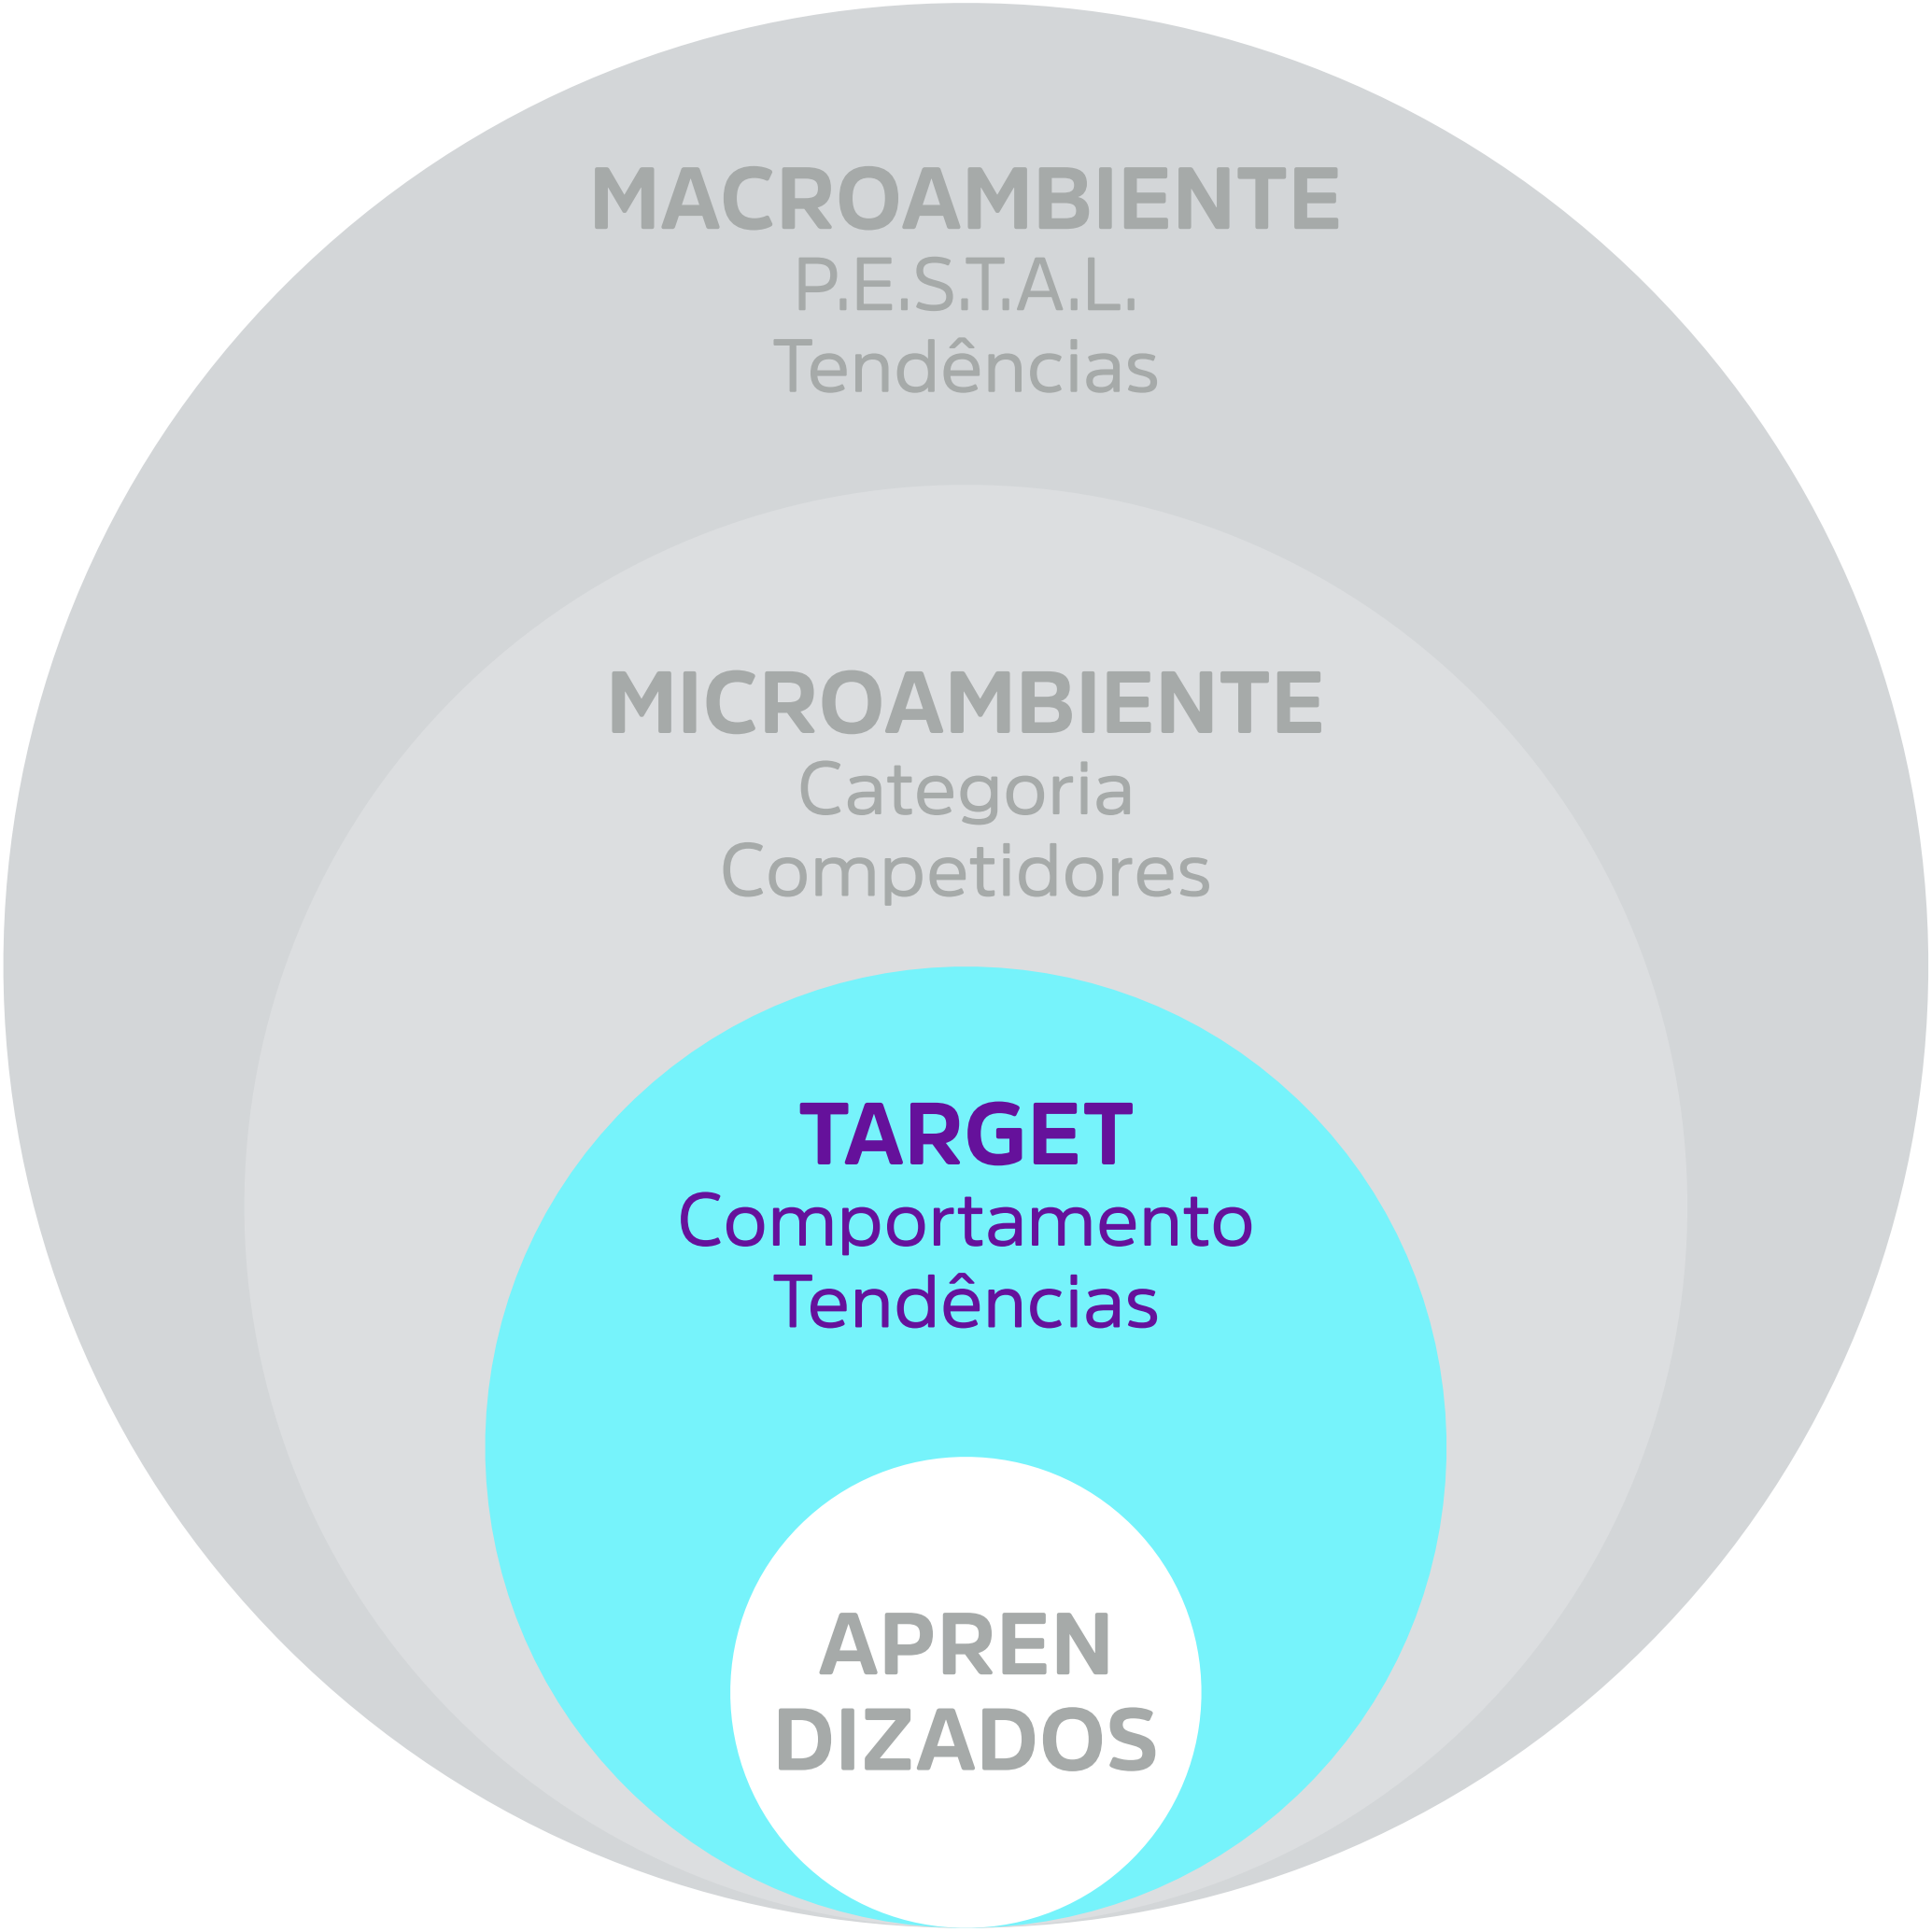 MACROAMBIENTE
P.E.S.T.A.L.
Tendências
MICROAMBIENTE
Categoria
Competidores
TARGET
Comportamento
Tendências
APREN
DIZADOS